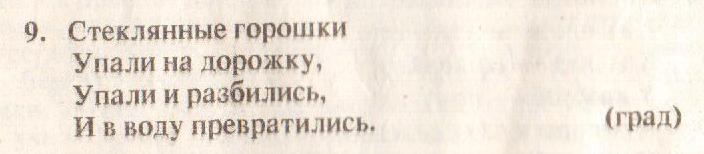 9. Стеклянные горошки
Упали на дорожку,
Упали и разбились,
И в воду превратились. (град)